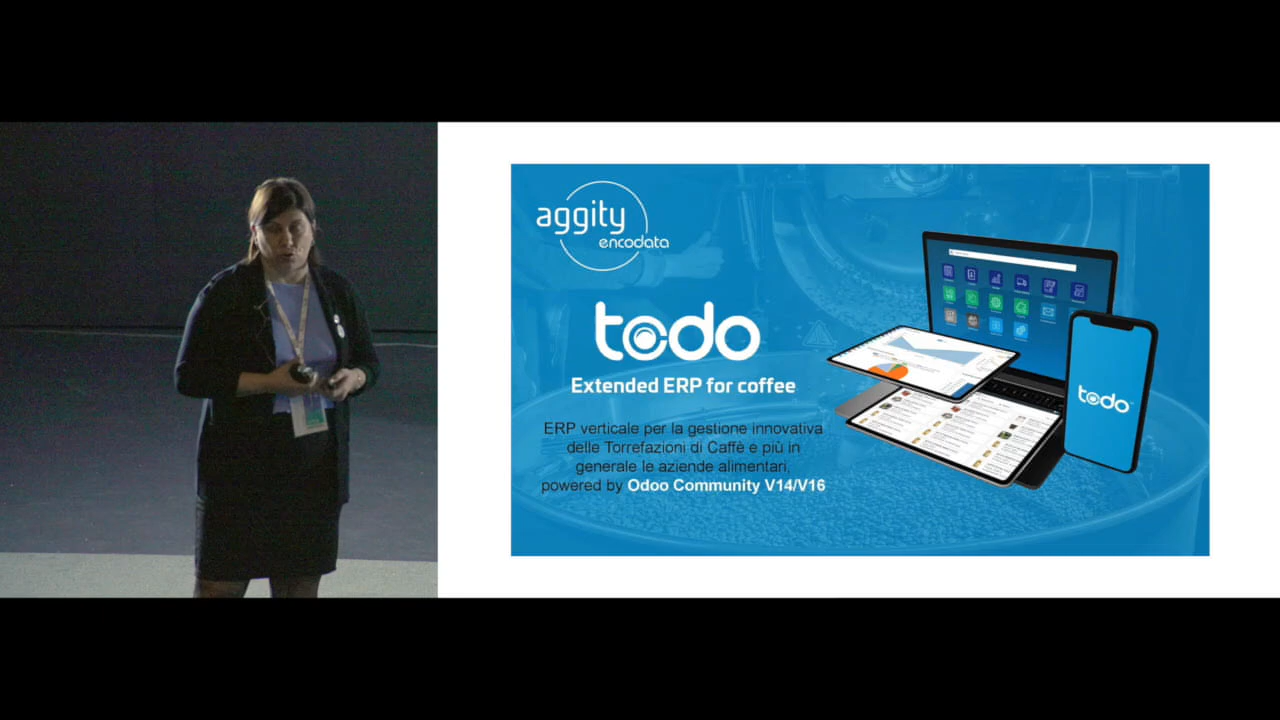 aggity
encodata
todo
Extended ERP for coffee
ERP verticale per la gestione innovativa
delle Torrefazioni di Caffè e più in
generale le aziende alimentari,
powered by Odoo Community V14/V16
todo